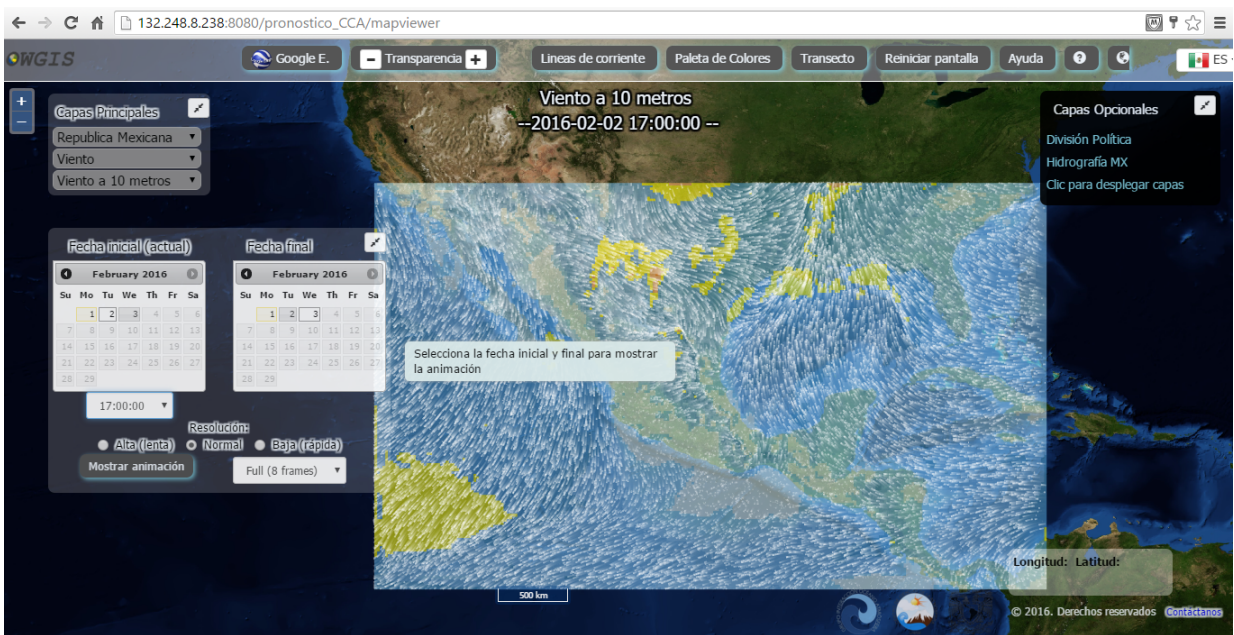 132.248.8.238:8080/pronostico_CCA/mapviewer
OWGIS
Google E.
- Transparencia +
Lineas de corriente
Paleta de Colores
Transecto
Reiniciar pantalla
Ayuda
?
ES
+
−
Capas Principales
Republica Mexicana
Viento
Viento a 10 metros
Viento a 10 metros
--2016-02-02 17:00:00 --
Capas Opcionales
División Política
Hidrografía MX
Clic para desplegar capas
Fecha inicial (actual)
February 2016
Su Mo Tu We Th Fr Sa
1 2 3 4 5 6
7 8 9 10 11 12 13
14 15 16 17 18 19 20
21 22 23 24 25 26 27
28 29
17:00:00
Fecha final
February 2016
Su Mo Tu We Th Fr Sa
1 2 3 4 5 6
7 8 9 10 11 12 13
14 15 16 17 18 19 20
21 22 23 24 25 26 27
28 29
Selecciona la fecha inicial y final para mostrar
la animación
Resolución:
Alta (lenta) Normal Baja (rápida)
Mostrar animación
Full (8 frames)
500 km
Longitud: Latitud:
© 2016. Derechos reservados Contáctanos